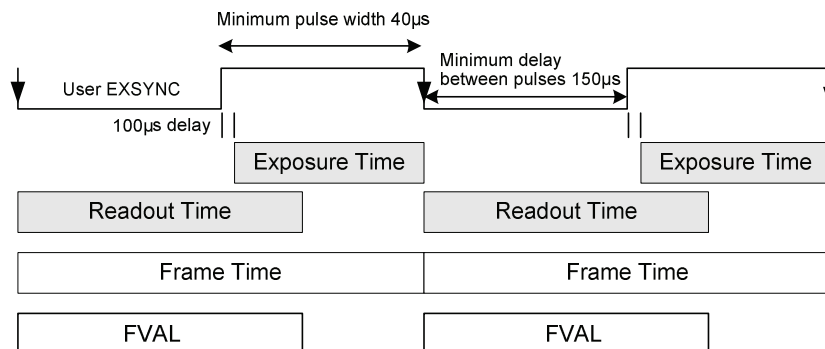 Minimum pulse width 40µs
Minimum delay
between pulses 150µs
User EXSYNC
100µs delay
Exposure Time
Exposure Time
Readout Time
Readout Time
Frame Time
Frame Time
FVAL
FVAL